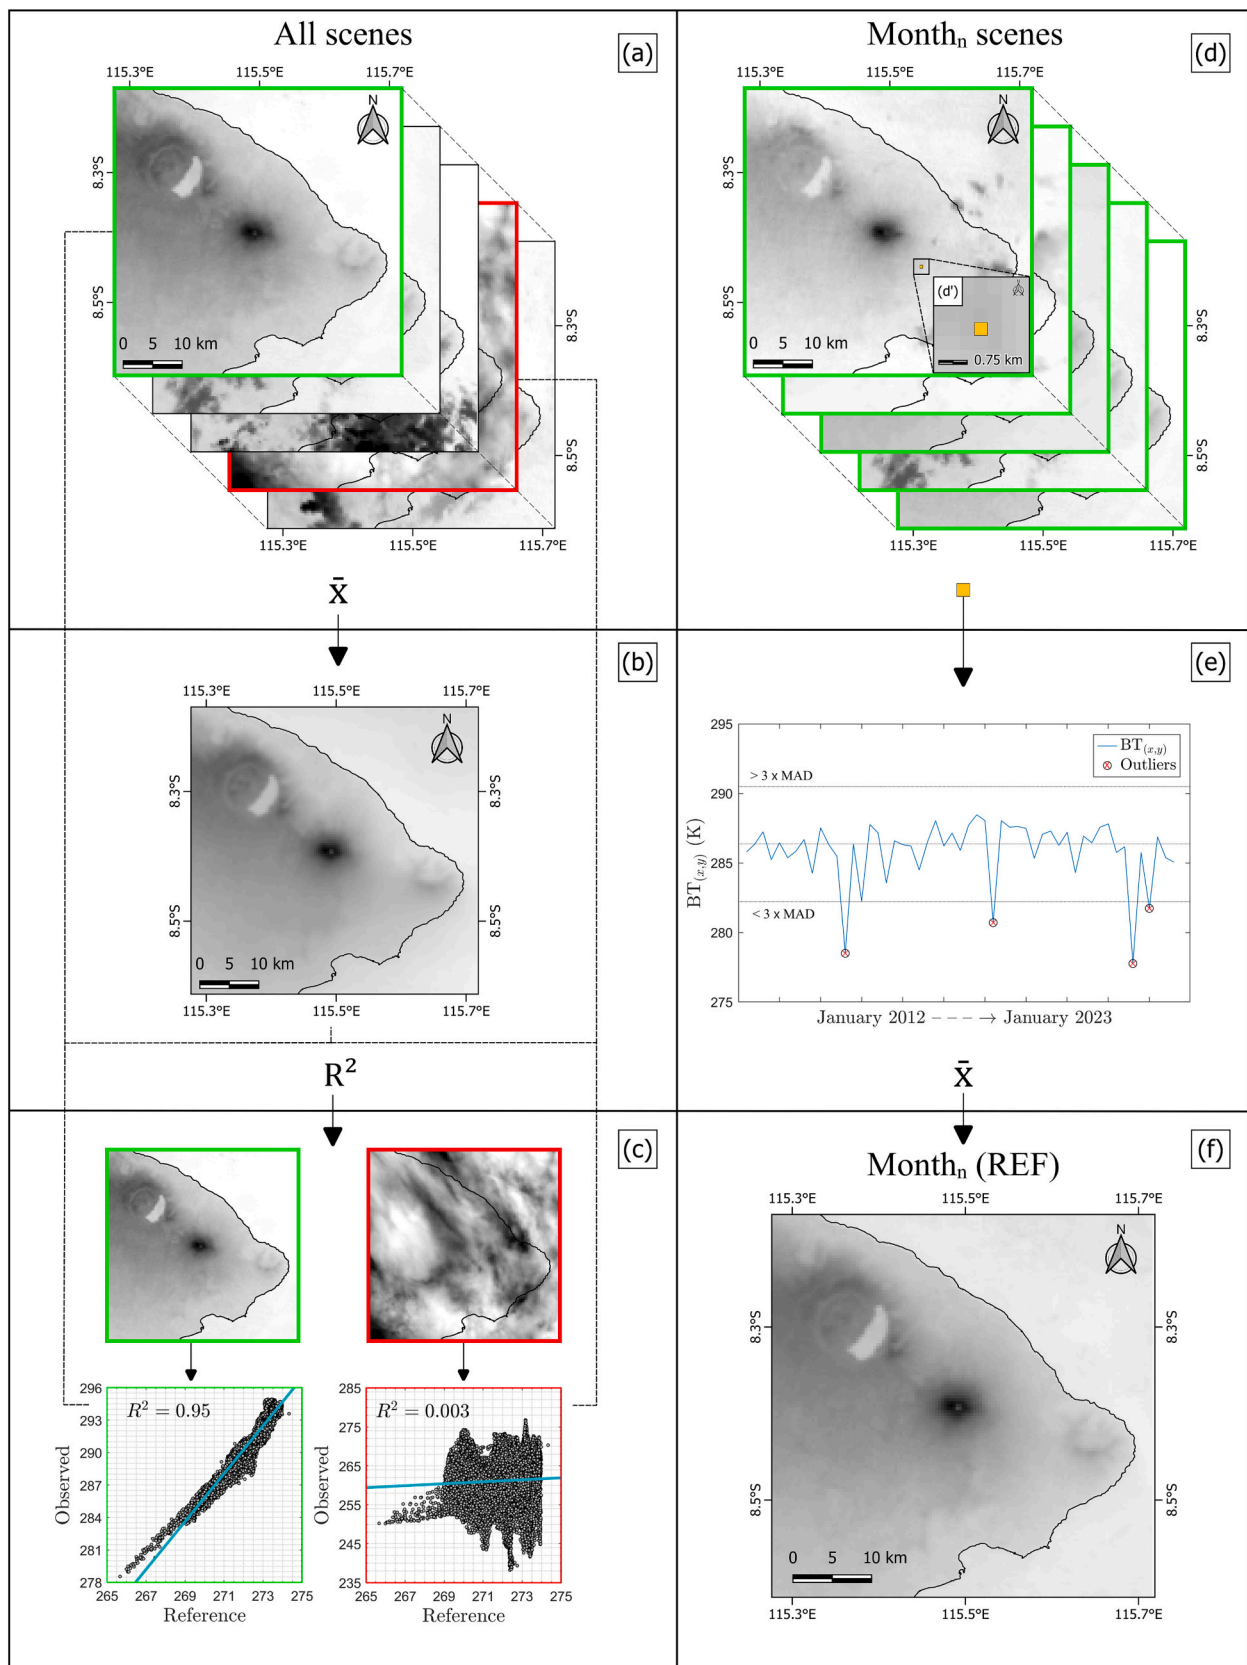 All scenes
(a)
115.3°E 115.5°E 115.7°E
N
8.3°S
8.5°S
0 5 10 km
8.3°S
8.5°S
115.3°E 115.5°E 115.7°E
x̄
(b)
115.3°E 115.5°E 115.7°E
N
8.3°S 8.3°S
8.5°S 8.5°S
0 5 10 km
115.3°E 115.5°E 115.7°E
R²
(c)
R² = 0.95
Observed
296
293
290
287
284
281
278
265 267 269 271 273 275
Reference
R² = 0.003
Observed
285
275
265
255
245
235
265 267 269 271 273 275
Reference
Monthₙ scenes
(d)
115.3°E 115.5°E 115.7°E
N
8.3°S
8.5°S
(d')
0.75 km
0 5 10 km
8.3°S
8.5°S
115.3°E 115.5°E 115.7°E
(e)
BT(x,y) (K)
295
290
285
280
275
> 3 x MAD
< 3 x MAD
BT(x,y)
Outliers
January 2012 - - - → January 2023
x̄
(f)
Monthₙ (REF)
115.3°E 115.5°E 115.7°E
N
8.3°S 8.3°S
8.5°S 8.5°S
0 5 10 km
115.3°E 115.5°E 115.7°E